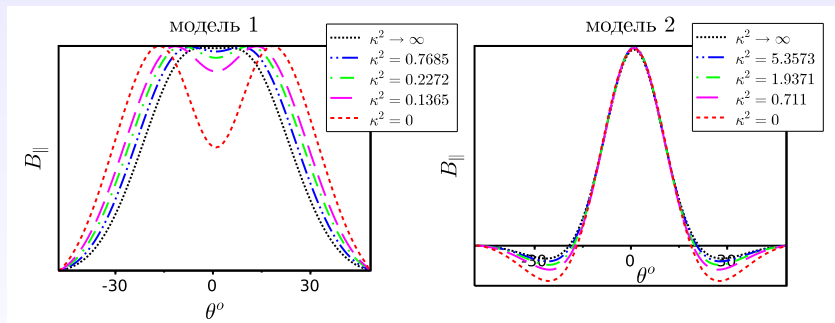 модель 1
κ² → ∞
κ² = 0.7685
κ² = 0.2272
κ² = 0.1365
κ² = 0
B∥
-30 0 30
θº
модель 2
κ² → ∞
κ² = 5.3573
κ² = 1.9371
κ² = 0.711
κ² = 0
B∥
-30 0 30
θº